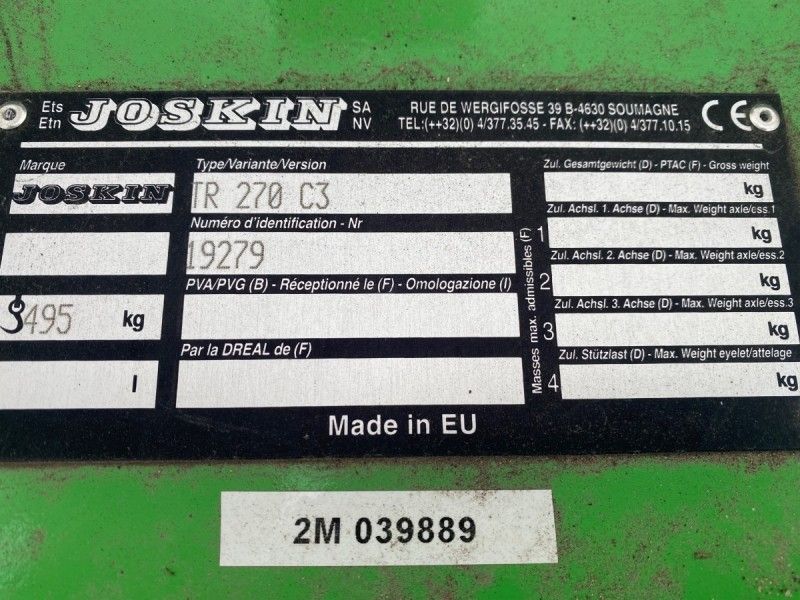 Ets JOSKIN SA
Etn NV
RUE DE WERGIFOSSE 39 B-4630 SOUMAGNE
TEL:(++32)(0) 4/377.35.45 - FAX: (++32)(0) 4/377.10.15
CE
Marque
JOSKIN
Type/Variante/Version
TR 270 C3
Numéro d'identification - Nr
19279
PVA/PVG (B) - Réceptionné le (F) - Omologazione (I)
495 kg
Par la DREAL de (F)
l
Masses max. admissibles (F)
Zul. Gesamtgewicht (D) - PTAC (F) - Gross weight
kg
Zul. Achsl. 1. Achse (D) - Max. Weight axle/ess.1
1 kg
Zul. Achsl. 2. Achse (D) - Max. Weight axle/ess.2
2 kg
Zul. Achsl. 3. Achse (D) - Max. Weight axle/ess.3
3 kg
Zul. Stützlast (D) - Max. Weight eyelet/attelage
4 kg
Made in EU
2M 039889